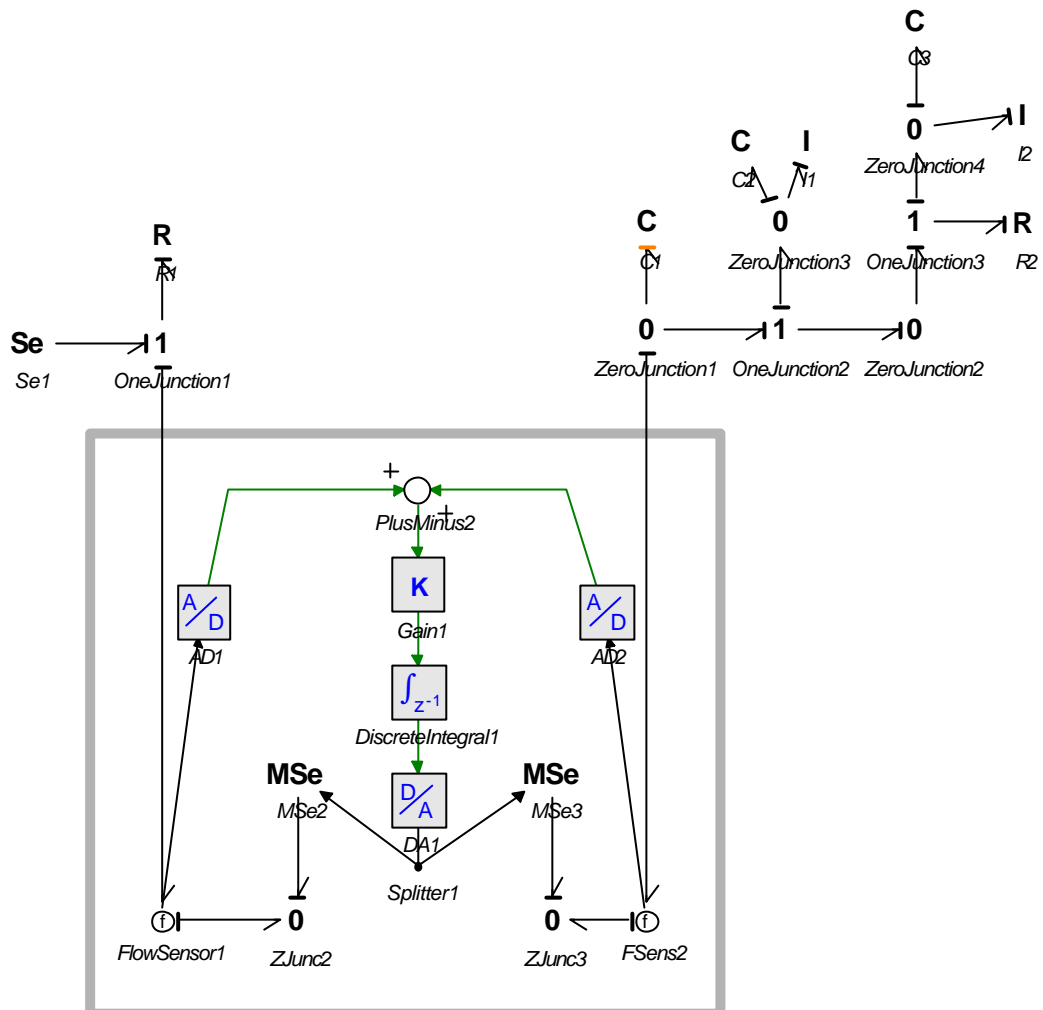 C
C3
0
I
ZeroJunction4
I2
C
I
C2
I1
R
C
0
1
R
R1
C1
ZeroJunction3
OneJunction3
R2
Se
1
0
1
0
Se1
OneJunction1
ZeroJunction1
OneJunction2
ZeroJunction2
+
+
PlusMinus2
A/D
K
A/D
Gain1
AD1
AD2
∫z-1
DiscreteIntegral1
MSe
MSe
D/A
MSe2
MSe3
DA1
Splitter1
f
0
0
f
FlowSensor1
ZJunc2
ZJunc3
FSens2